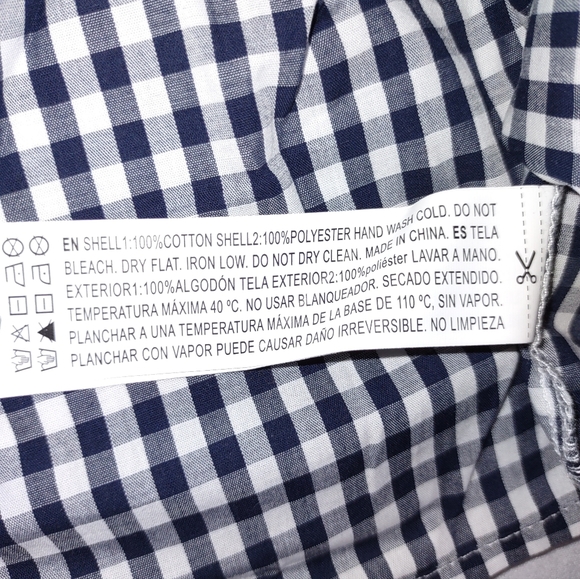 EN SHELL1:100%COTTON SHELL2:100%POLYESTER HAND WASH COLD. DO NOT
BLEACH. DRY FLAT. IRON LOW. DO NOT DRY CLEAN. MADE IN CHINA. ES TELA
EXTERIOR1:100%ALGODÓN TELA EXTERIOR2:100%poliéster LAVAR A MANO.
TEMPERATURA MÁXIMA 40 ºC. NO USAR BLANQUEADOR. SECADO EXTENDIDO.
PLANCHAR A UNA TEMPERATURA MÁXIMA DE LA BASE DE 110 ºC, SIN VAPOR.
PLANCHAR CON VAPOR PUEDE CAUSAR DAÑO IRREVERSIBLE. NO LIMPIEZA